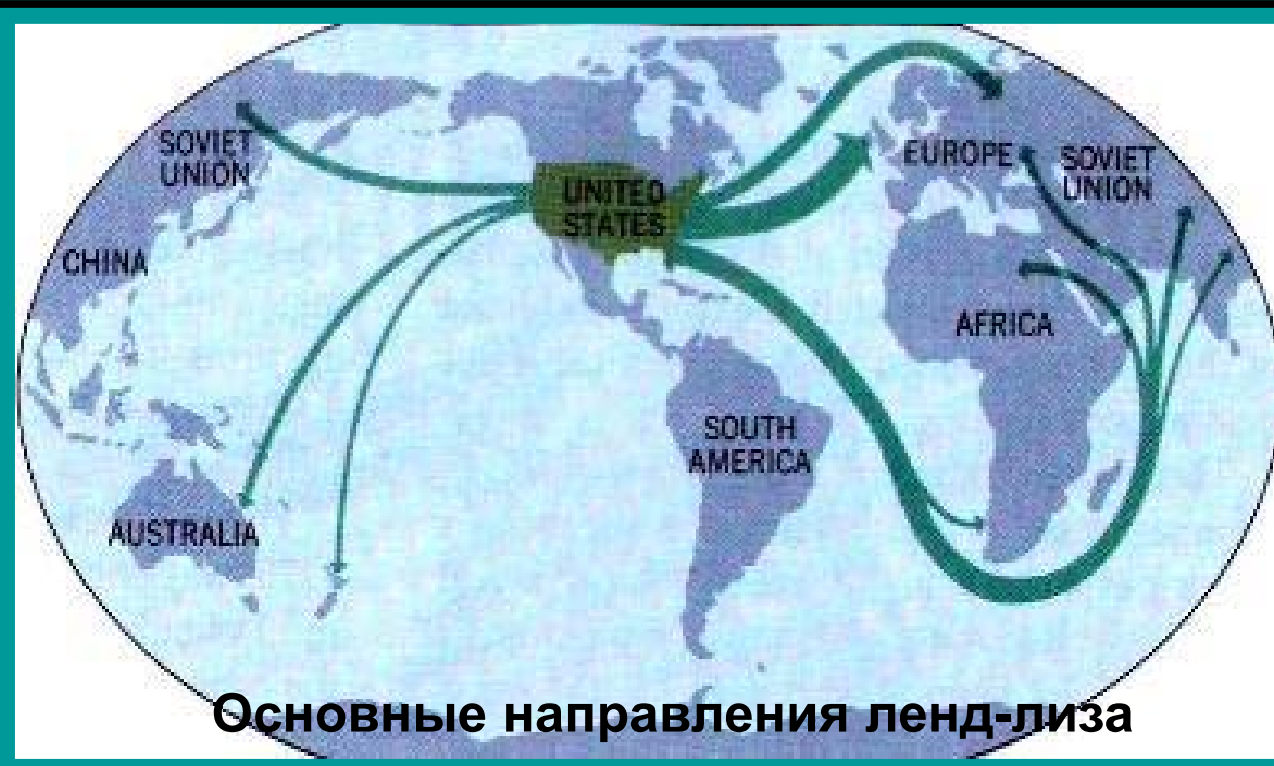 SOVIET
UNION
UNITED
STATES
EUROPE
SOVIET
UNION
CHINA
AFRICA
SOUTH
AMERICA
AUSTRALIA
Основные направления ленд-лиза